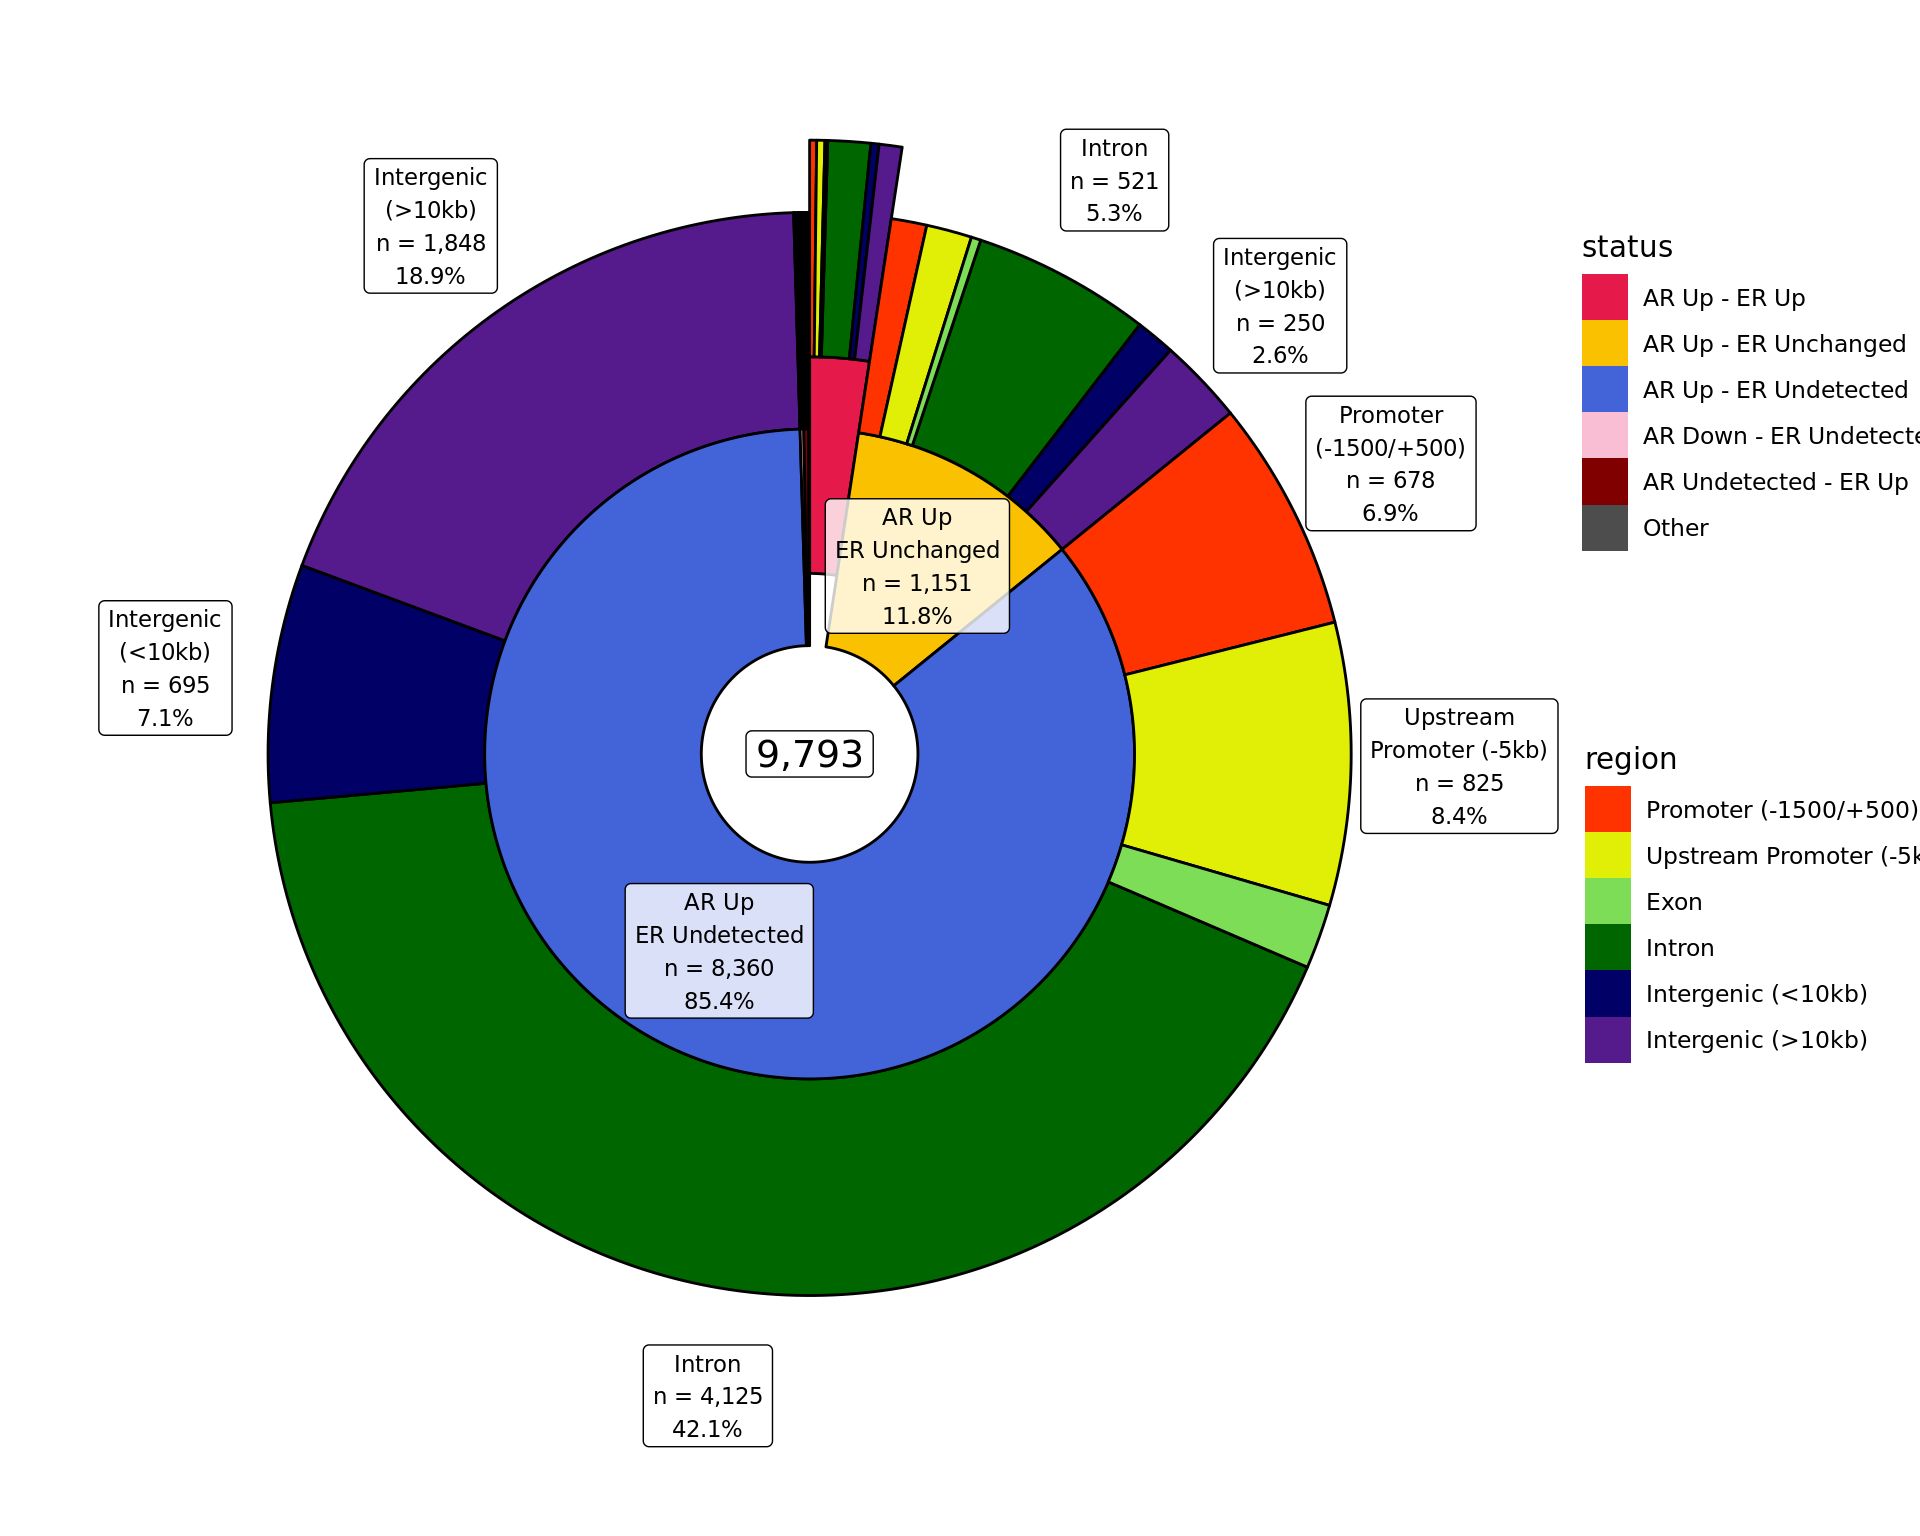 Intron
n = 521
5.3%
Intergenic
(>10kb)
n = 1,848
18.9%
Intergenic
(>10kb)
n = 250
2.6%
Promoter
(-1500/+500)
n = 678
6.9%
AR Up
ER Unchanged
n = 1,151
11.8%
Intergenic
(<10kb)
n = 695
7.1%
9,793
Upstream
Promoter (-5kb)
n = 825
8.4%
AR Up
ER Undetected
n = 8,360
85.4%
Intron
n = 4,125
42.1%
status
AR Up - ER Up
AR Up - ER Unchanged
AR Up - ER Undetected
AR Down - ER Undetecte
AR Undetected - ER Up
Other
region
Promoter (-1500/+500)
Upstream Promoter (-5k
Exon
Intron
Intergenic (<10kb)
Intergenic (>10kb)